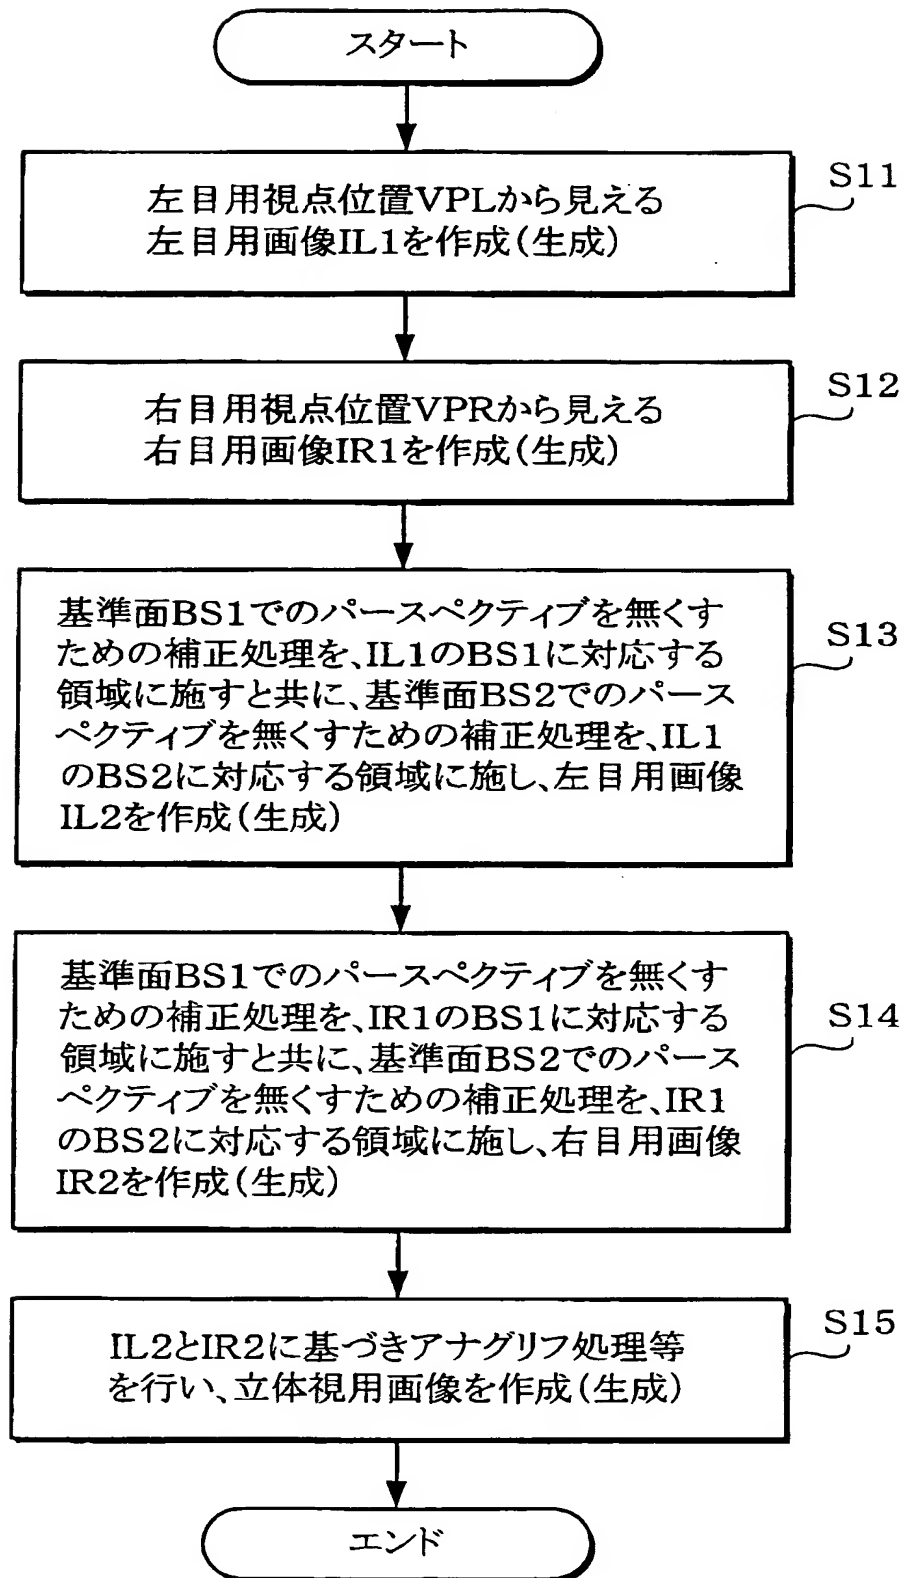 スタート
S11
左目用視点位置VPLから見える
左目用画像IL1を作成(生成)
S12
右目用視点位置VPRから見える
右目用画像IR1を作成(生成)
S13
基準面BS1でのパースペクティブを無くす
ための補正処理を、IL1のBS1に対応する
領域に施すと共に、基準面BS2でのパース
ペクティブを無くすための補正処理を、IL1
のBS2に対応する領域に施し、左目用画像
IL2を作成(生成)
S14
基準面BS1でのパースペクティブを無くす
ための補正処理を、IR1のBS1に対応する
領域に施すと共に、基準面BS2でのパース
ペクティブを無くすための補正処理を、IR1
のBS2に対応する領域に施し、右目用画像
IR2を作成(生成)
S15
IL2とIR2に基づきアナグリフ処理等
を行い、立体視用画像を作成(生成)
エンド